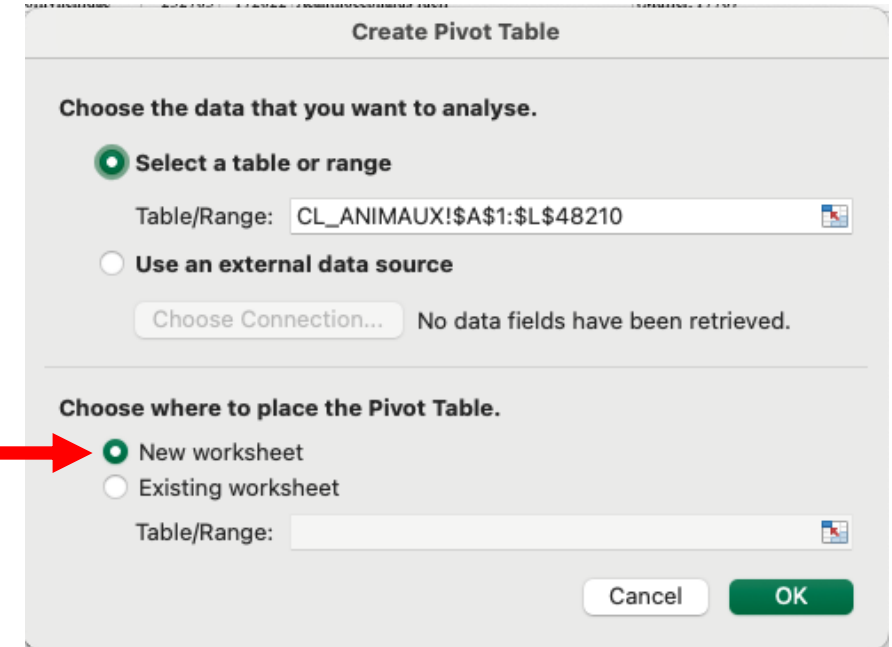 Create Pivot Table
Choose the data that you want to analyse.
Select a table or range
Table/Range: CL_ANIMAUX!$A$1:$L$48210
Use an external data source
Choose Connection... No data fields have been retrieved.
Choose where to place the Pivot Table.
New worksheet
Existing worksheet
Table/Range:
Cancel OK